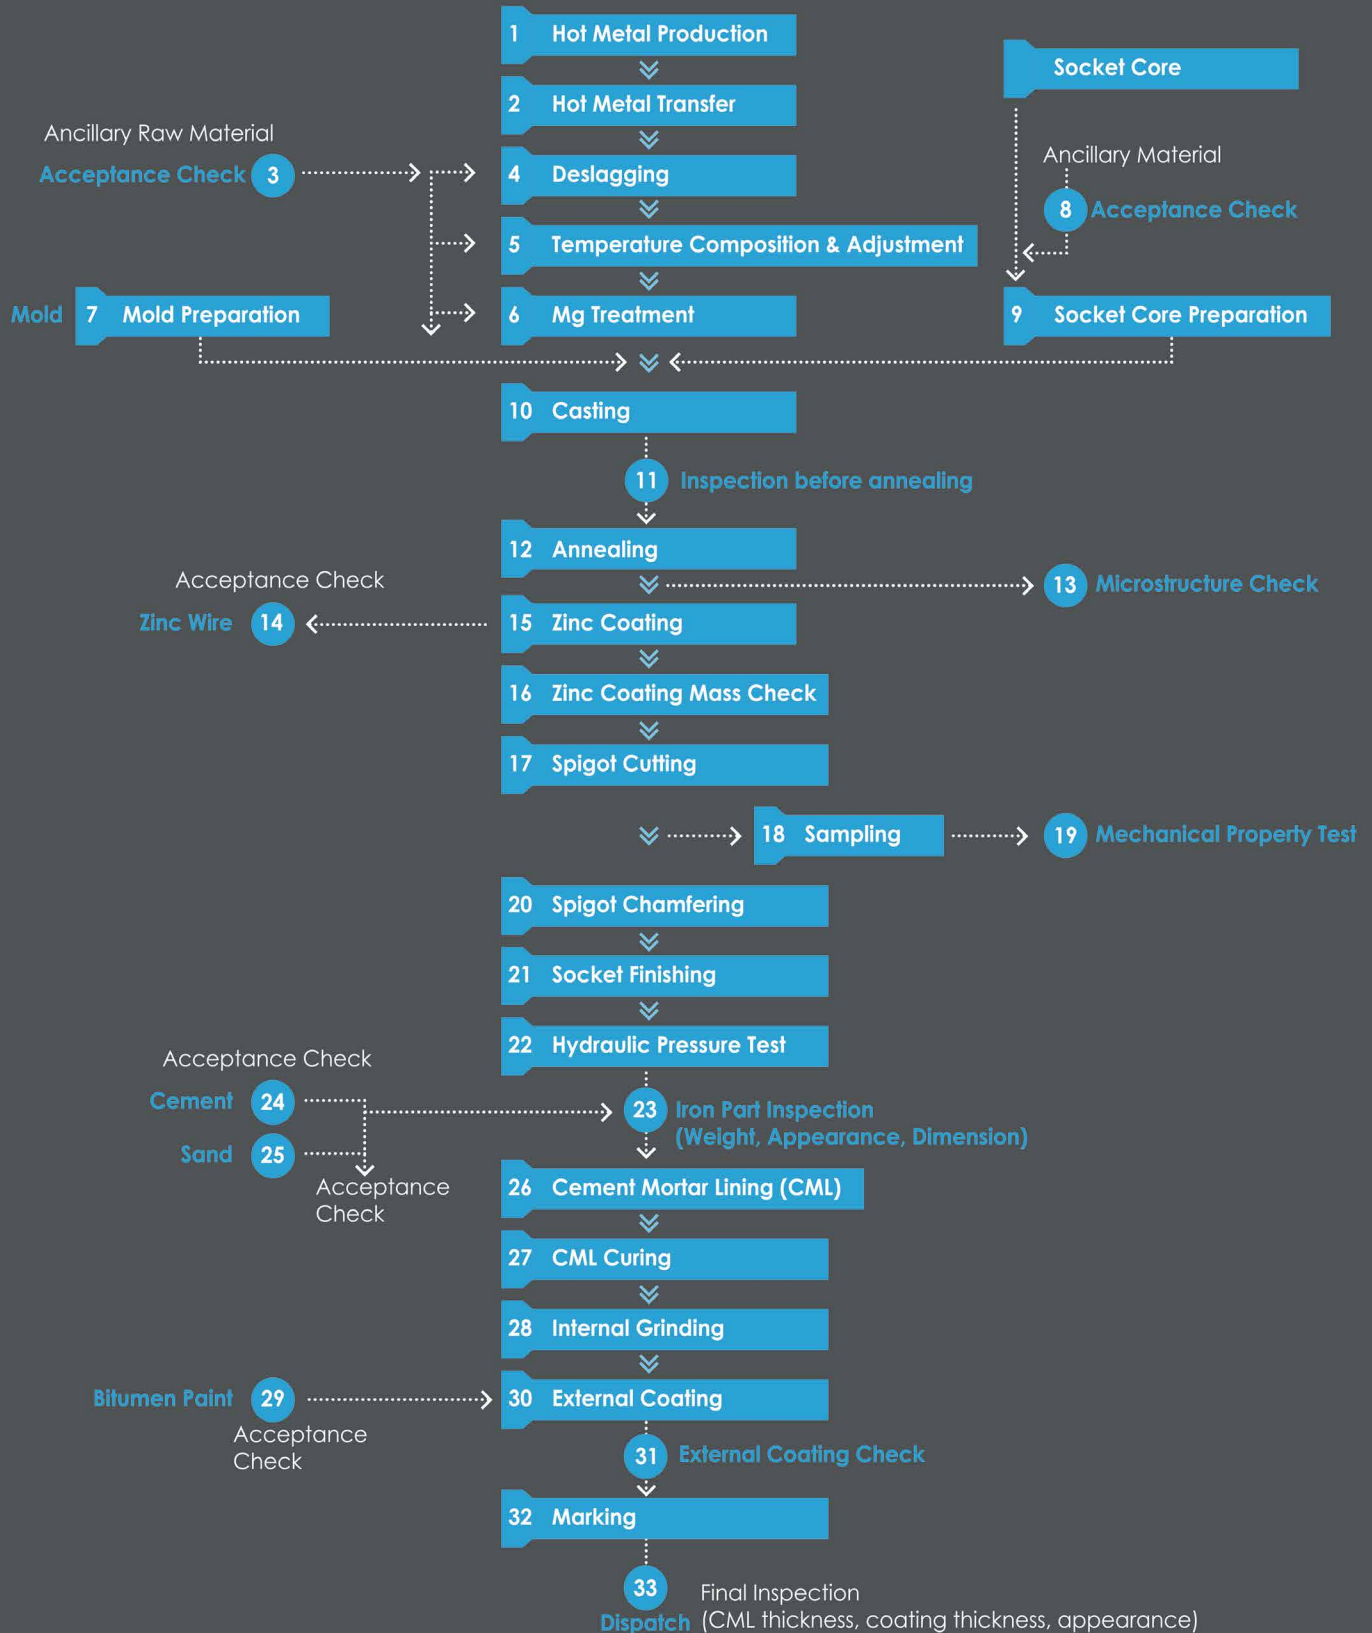 1 Hot Metal Production
Socket Core
2 Hot Metal Transfer
Ancillary Raw Material
Acceptance Check 3
4 Deslagging
Ancillary Material
8 Acceptance Check
5 Temperature Composition & Adjustment
Mold 7 Mold Preparation
6 Mg Treatment
9 Socket Core Preparation
10 Casting
11 Inspection before annealing
12 Annealing
Acceptance Check
13 Microstructure Check
Zinc Wire 14
15 Zinc Coating
16 Zinc Coating Mass Check
17 Spigot Cutting
18 Sampling
19 Mechanical Property Test
20 Spigot Chamfering
21 Socket Finishing
22 Hydraulic Pressure Test
Acceptance Check
Cement 24
23 Iron Part Inspection
(Weight, Appearance, Dimension)
Sand 25
Acceptance
Check
26 Cement Mortar Lining (CML)
27 CML Curing
28 Internal Grinding
Bitumen Paint 29
Acceptance
Check
30 External Coating
31 External Coating Check
32 Marking
33
Dispatch
Final Inspection
(CML thickness, coating thickness, appearance)